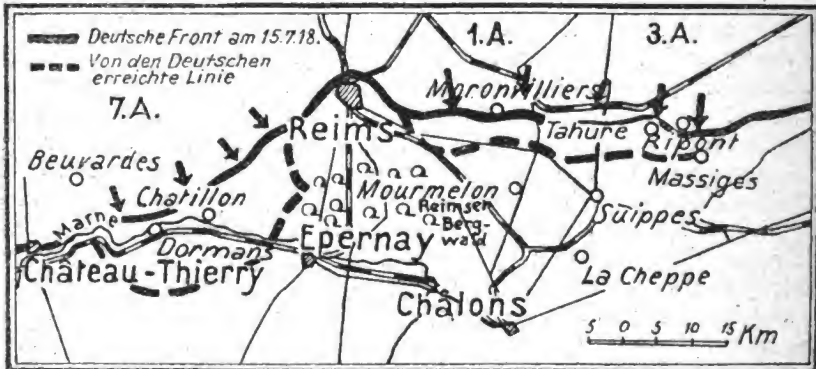 Deutsche Front am 15.7.18.
Von den Deutschen
erreichte Linie
1.A.
3.A.
7.A.
Moronvilliers
Reims
Tahure
Ripont
Beuvardes
Massiges
Chatillon
Mourmelon
Marne
Reimser
Berg-
wald
Suippes
Dormans
Epernay
Château-Thierry
La Cheppe
Châlons
5 0 5 10 15 Km